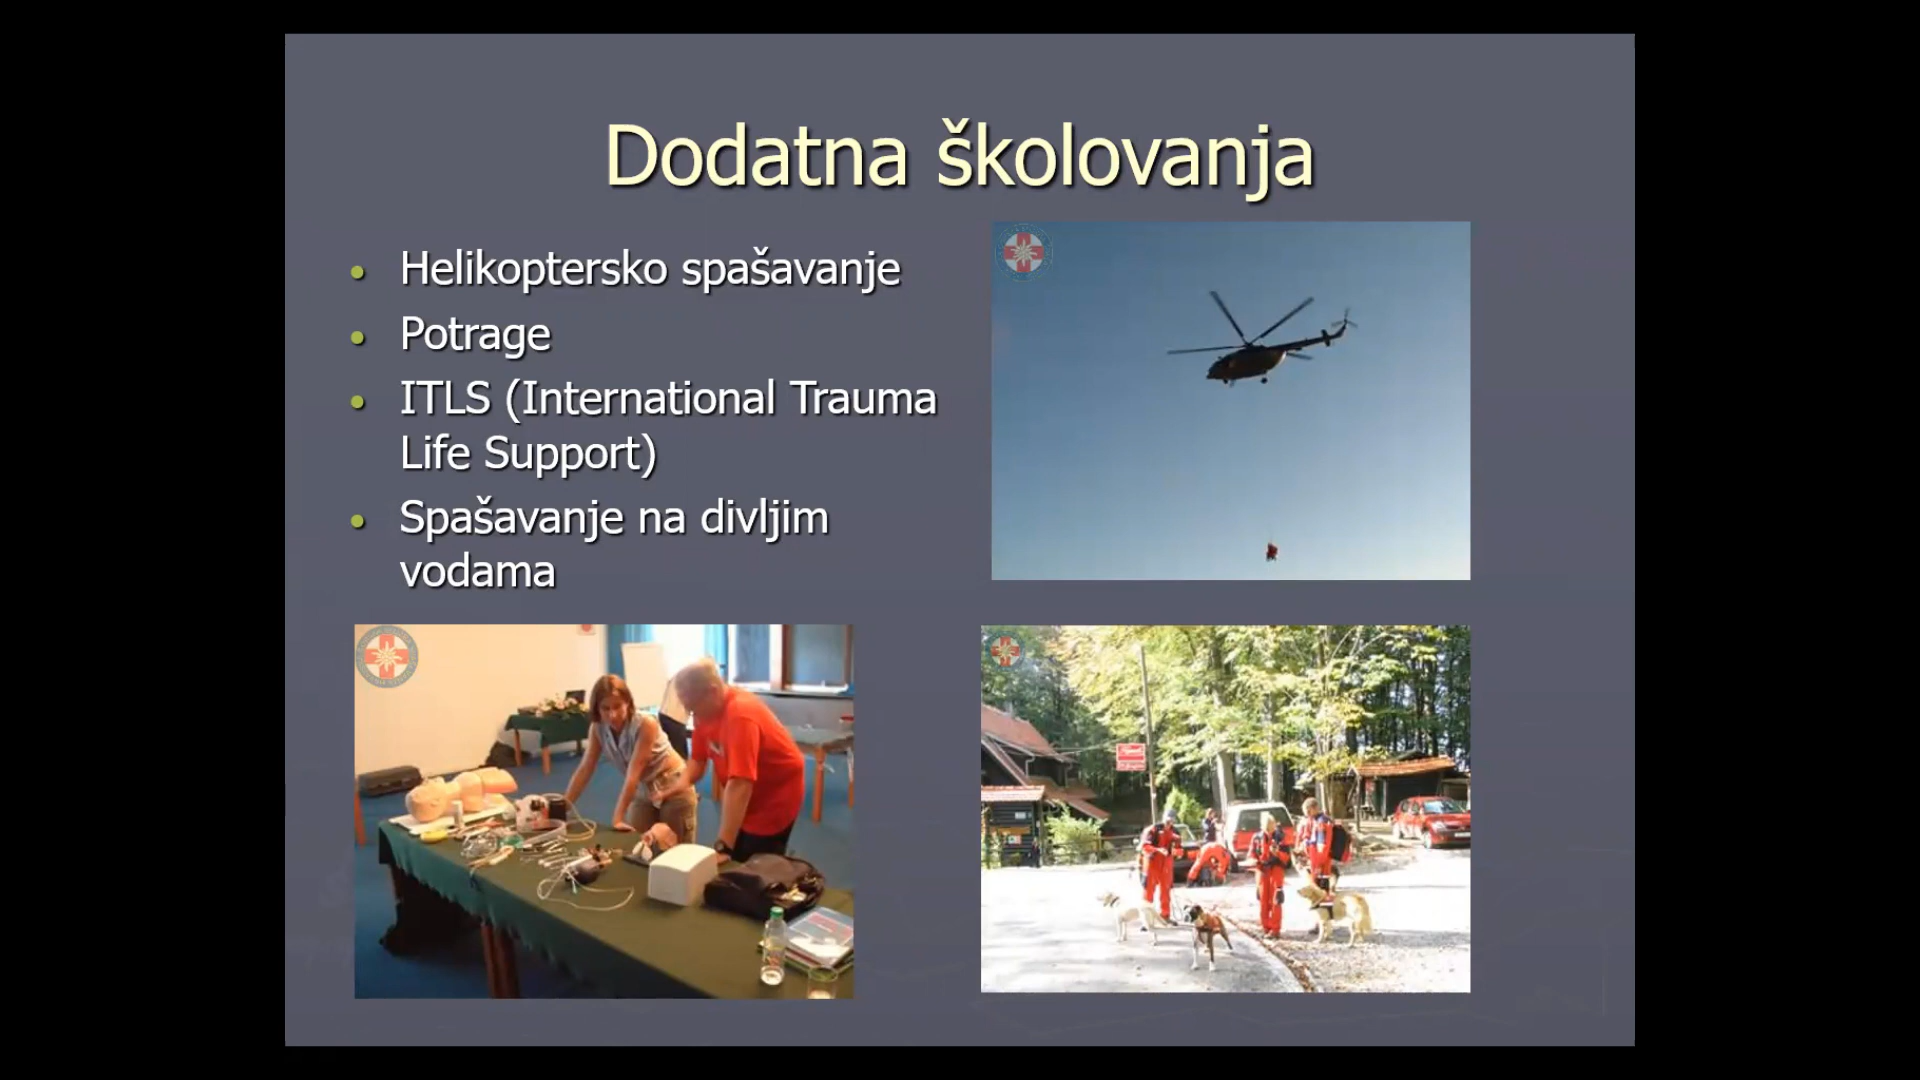 Dodatna školovanja
Helikoptersko spašavanje
Potrage
ITLS (International Trauma
Life Support)
Spašavanje na divljim
vodama